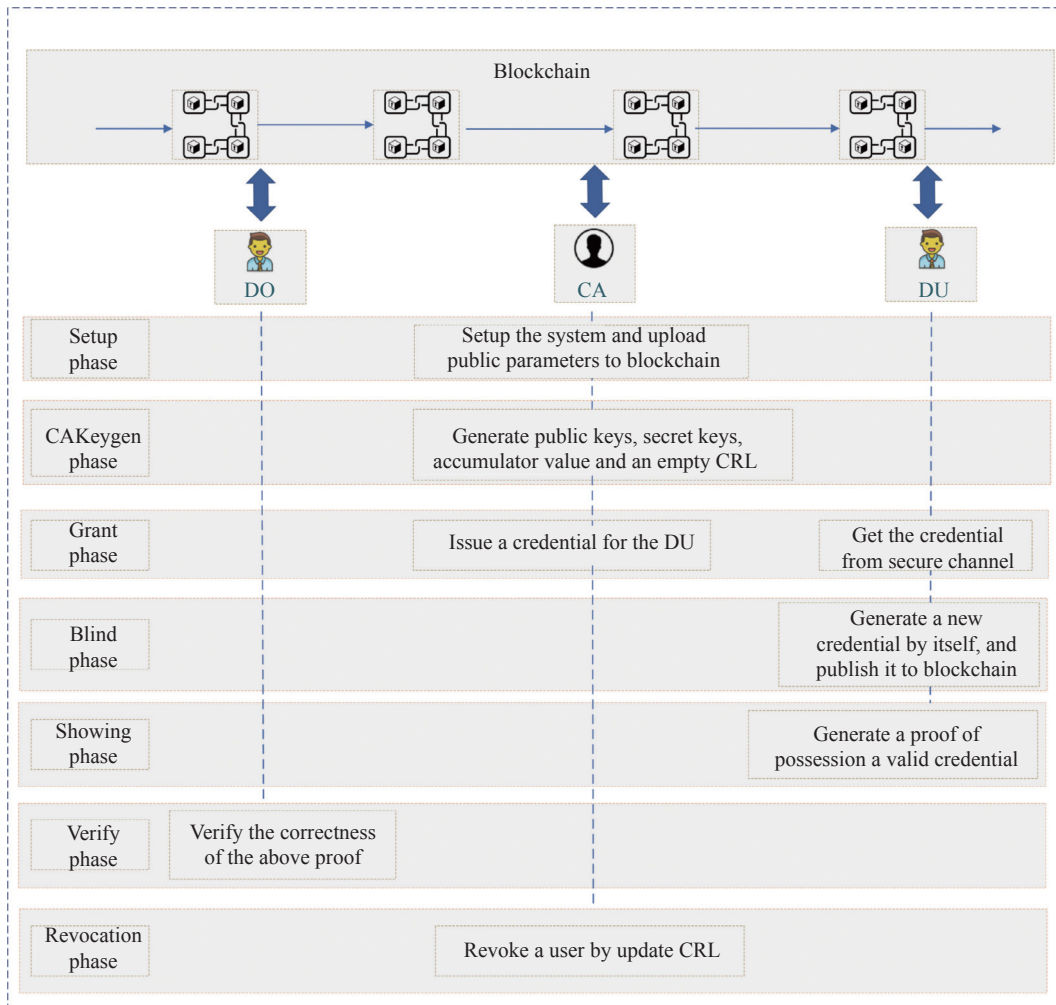 Blockchain
DO
CA
DU
Setup
phase
Setup the system and upload
public parameters to blockchain
CAKeygen
phase
Generate public keys, secret keys,
accumulator value and an empty CRL
Grant
phase
Issue a credential for the DU
Get the credential
from secure channel
Blind
phase
Generate a new
credential by itself, and
publish it to blockchain
Showing
phase
Generate a proof of
possession a valid credential
Verify
phase
Verify the correctness
of the above proof
Revocation
phase
Revoke a user by update CRL